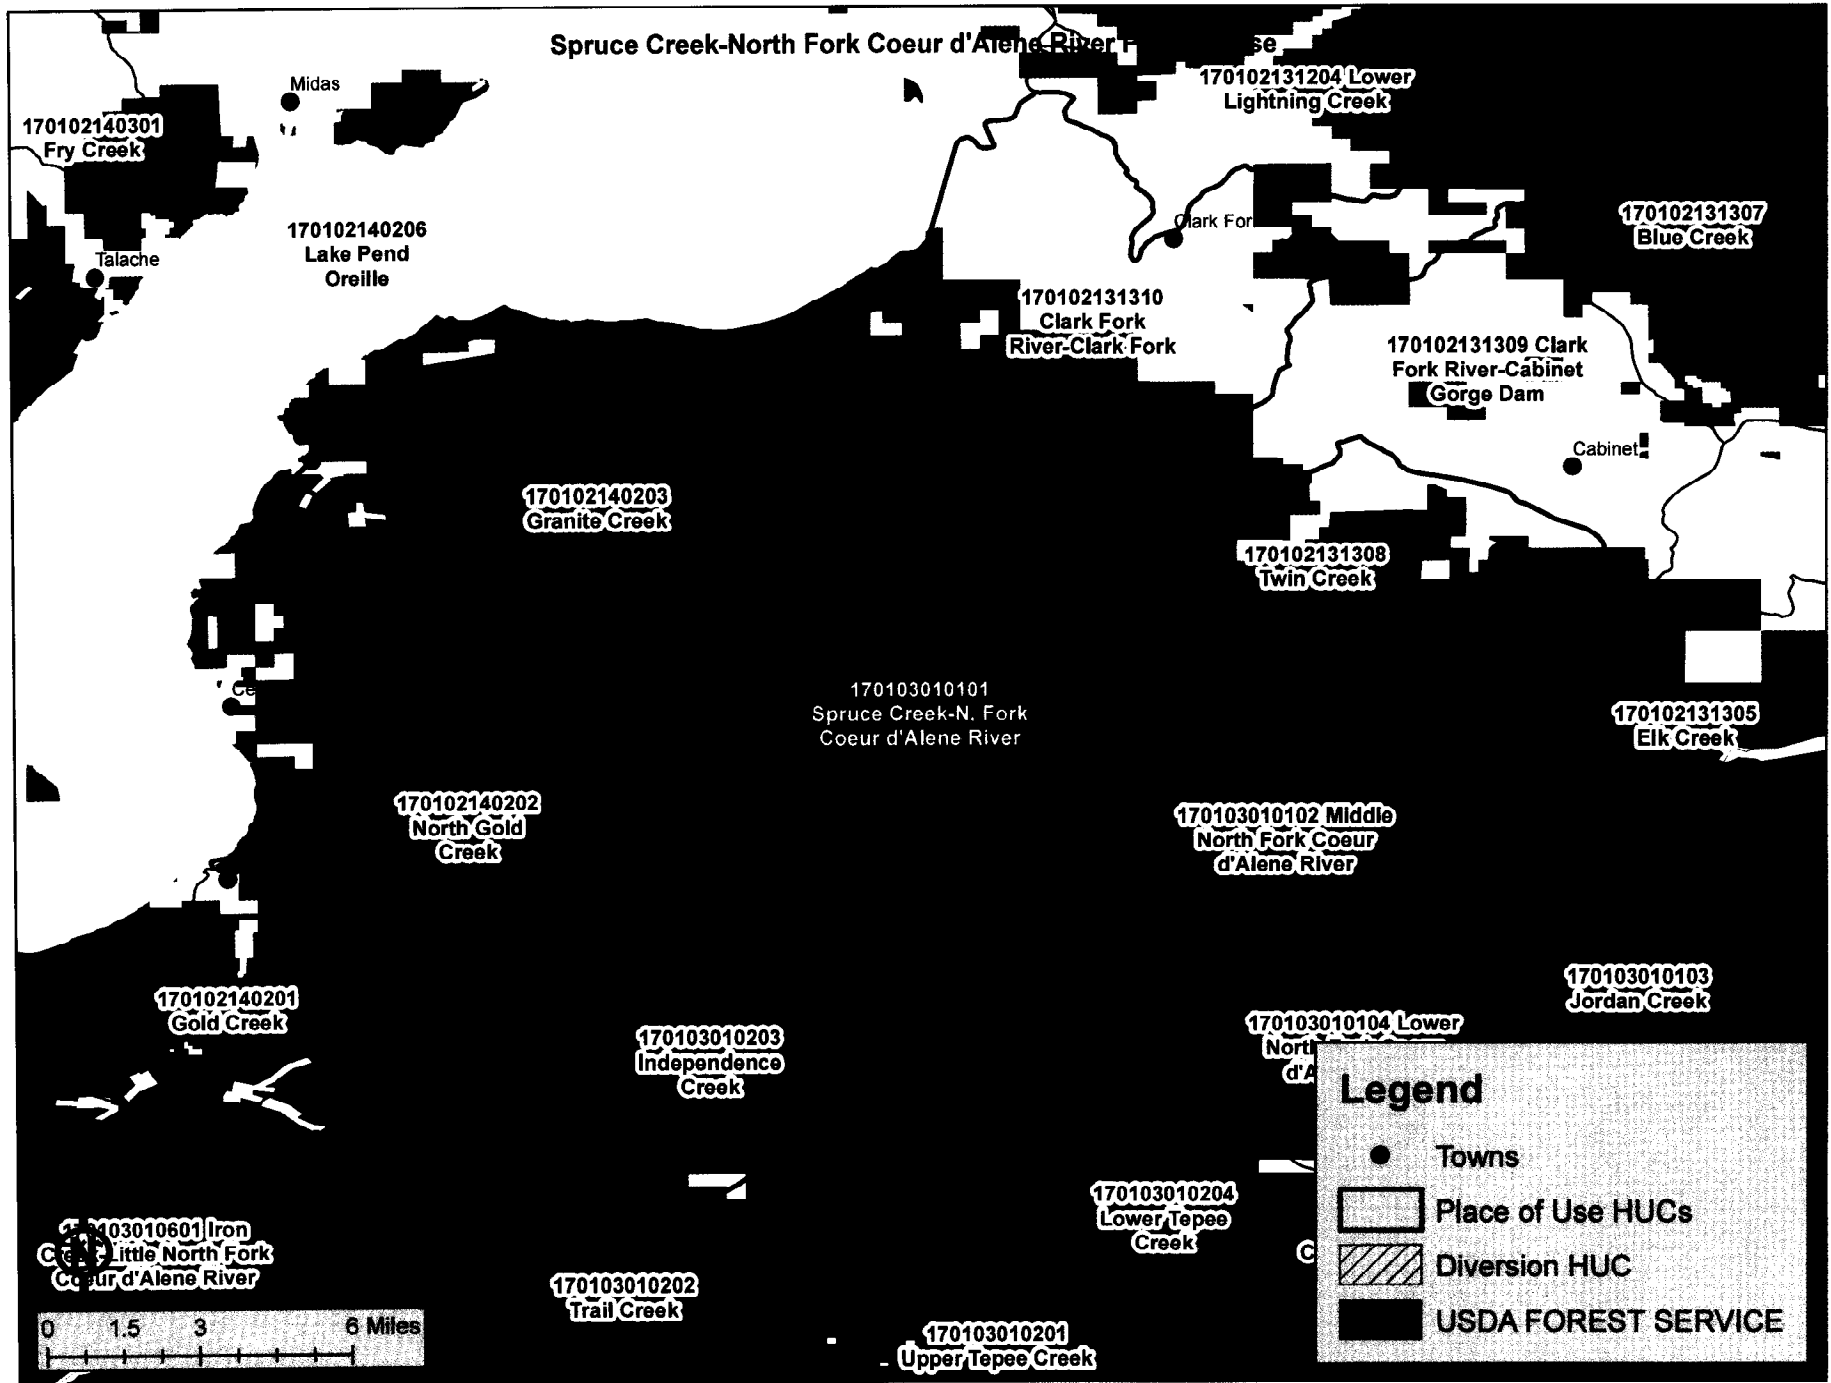 Spruce Creek-North Fork Coeur d'Alene River
Midas
170102131204 Lower
Lightning Creek
170102140301
Fry Creek
170102140206
Lake Pend
Oreille
Talache
Clark For
170102131307
Blue Creek
170102131310
Clark Fork
River-Clark Fork
170102131309 Clark
Fork River-Cabinet
Gorge Dam
Cabinet
170102140203
Granite Creek
170102131308
Twin Creek
170103010101
Spruce Creek-N. Fork
Coeur d'Alene River
170102131305
Elk Creek
170102140202
North Gold
Creek
170103010102 Middle
North Fork Coeur
d'Alene River
170103010103
Jordan Creek
170102140201
Gold Creek
170103010203
Independence
Creek
170103010104 Lower
170103010204
Lower Tepee
Creek
170103010601 Iron
Creek-Little North Fork
Coeur d'Alene River
170103010202
Trail Creek
170103010201
Upper Tepee Creek
Legend
Towns
Place of Use HUCs
Diversion HUC
USDA FOREST SERVICE
0 1.5 3 6 Miles
N